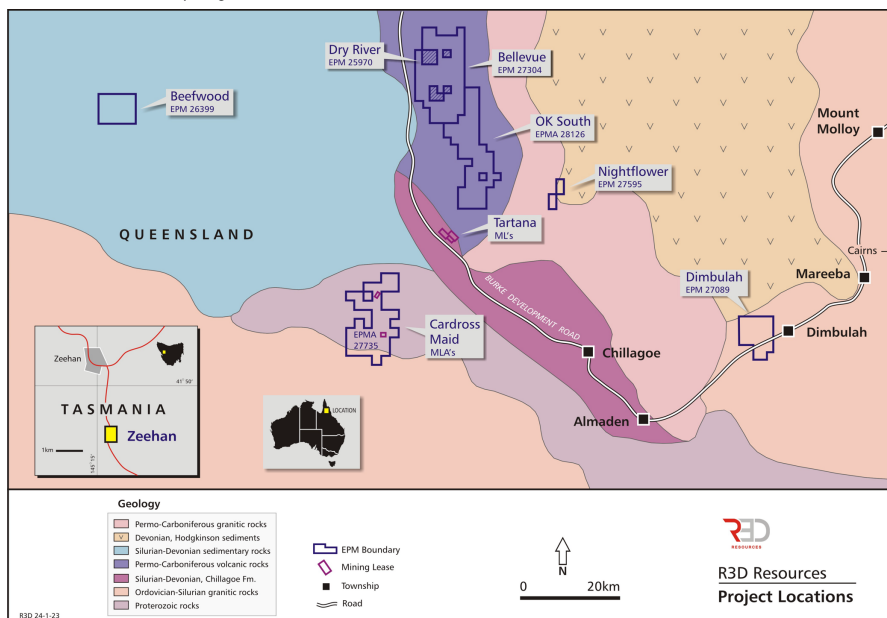 Dry River
EPM 25970
Bellevue
EPM 27304
Beefwood
EPM 26399
Mount
Molloy
OK South
EPMA 28126
Nightflower
EPM 27595
QUEENSLAND
Tartana
ML's
Cairns
Dimbulah
EPM 27089
Mareeba
BURKE DEVELOPMENT ROAD
EPMA
27735
Cardross
Maid
MLA's
Dimbulah
Chillagoe
Almaden
Zeehan
41° 50'
TASMANIA
Zeehan
1km
145° 15'
LOCATION
Geology
Permo-Carboniferous granitic rocks
Devonian, Hodgkinson sediments
Silurian-Devonian sedimentary rocks
Permo-Carboniferous volcanic rocks
Silurian-Devonian, Chillagoe Fm.
Ordovician-Silurian granitic rocks
Proterozoic rocks
EPM Boundary
Mining Lease
Township
Road
N
0 20km
R3D
RESOURCES
R3D Resources
Project Locations
R3D 24-1-23